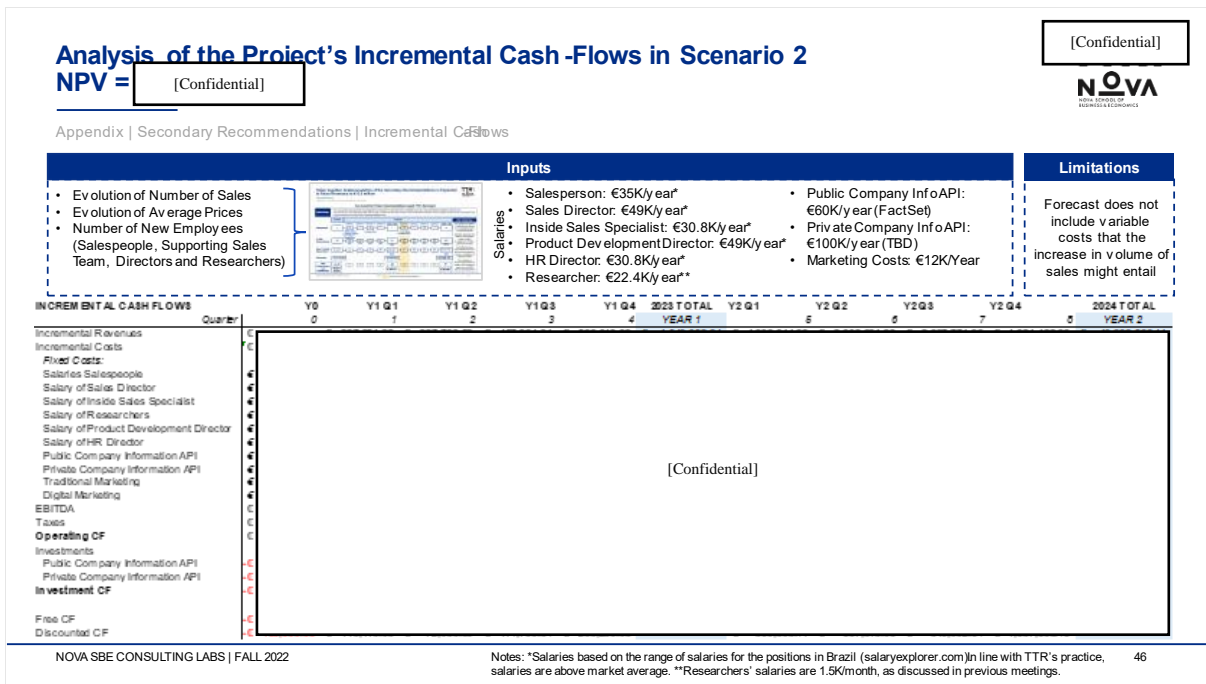 Analysis of the Project's Incremental Cash -Flows in Scenario 2
NPV = [Confidential]
[Confidential]
NOVA
NOVA SCHOOL OF
BUSINESS & ECONOMICS
Appendix | Secondary Recommendations | Incremental Cash-Flows
Inputs
• Evolution of Number of Sales
• Evolution of Average Prices
• Number of New Employees
(Salespeople, Supporting Sales
Team, Directors and Researchers)
Salaries
• Salesperson: €35K/year*
• Sales Director: €49K/year*
• Inside Sales Specialist: €30.8K/year*
• Product Development Director: €49K/year*
• HR Director: €30.8K/year*
• Researcher: €22.4K/year**
• Public Company Info API:
€60K/year (FactSet)
• Private Company Info API:
€100K/year (TBD)
• Marketing Costs: €12K/Year
Limitations
Forecast does not
include variable
costs that the
increase in volume of
sales might entail
INCREMENTAL CASH FLOWS Y0 Y1 Q1 Y1 Q2 Y1 Q3 Y1 Q4 2023 TOTAL Y2 Q1 Y2 Q2 Y2 Q3 Y2 Q4 2024 TOTAL
Quarter 0 1 2 3 4 YEAR 1 5 6 7 8 YEAR 2
Incremental Revenues €
Incremental Costs €
Fixed Costs:
Salaries Salespeople €
Salary of Sales Director €
Salary of Inside Sales Specialist €
Salary of Researchers €
Salary of Product Development Director €
Salary of HR Director €
Public Company Information API €
Private Company Information API €
Traditional Marketing €
Digital Marketing €
EBITDA €
Taxes €
Operating CF €
Investments
Public Company Information API -€
Private Company Information API -€
Investment CF -€
Free CF -€
Discounted CF -€
[Confidential]
NOVA SBE CONSULTING LABS | FALL 2022
Notes: *Salaries based on the range of salaries for the positions in Brazil (salaryexplorer.com)In line with TTR's practice,
salaries are above market average. **Researchers' salaries are 1.5K/month, as discussed in previous meetings.
46